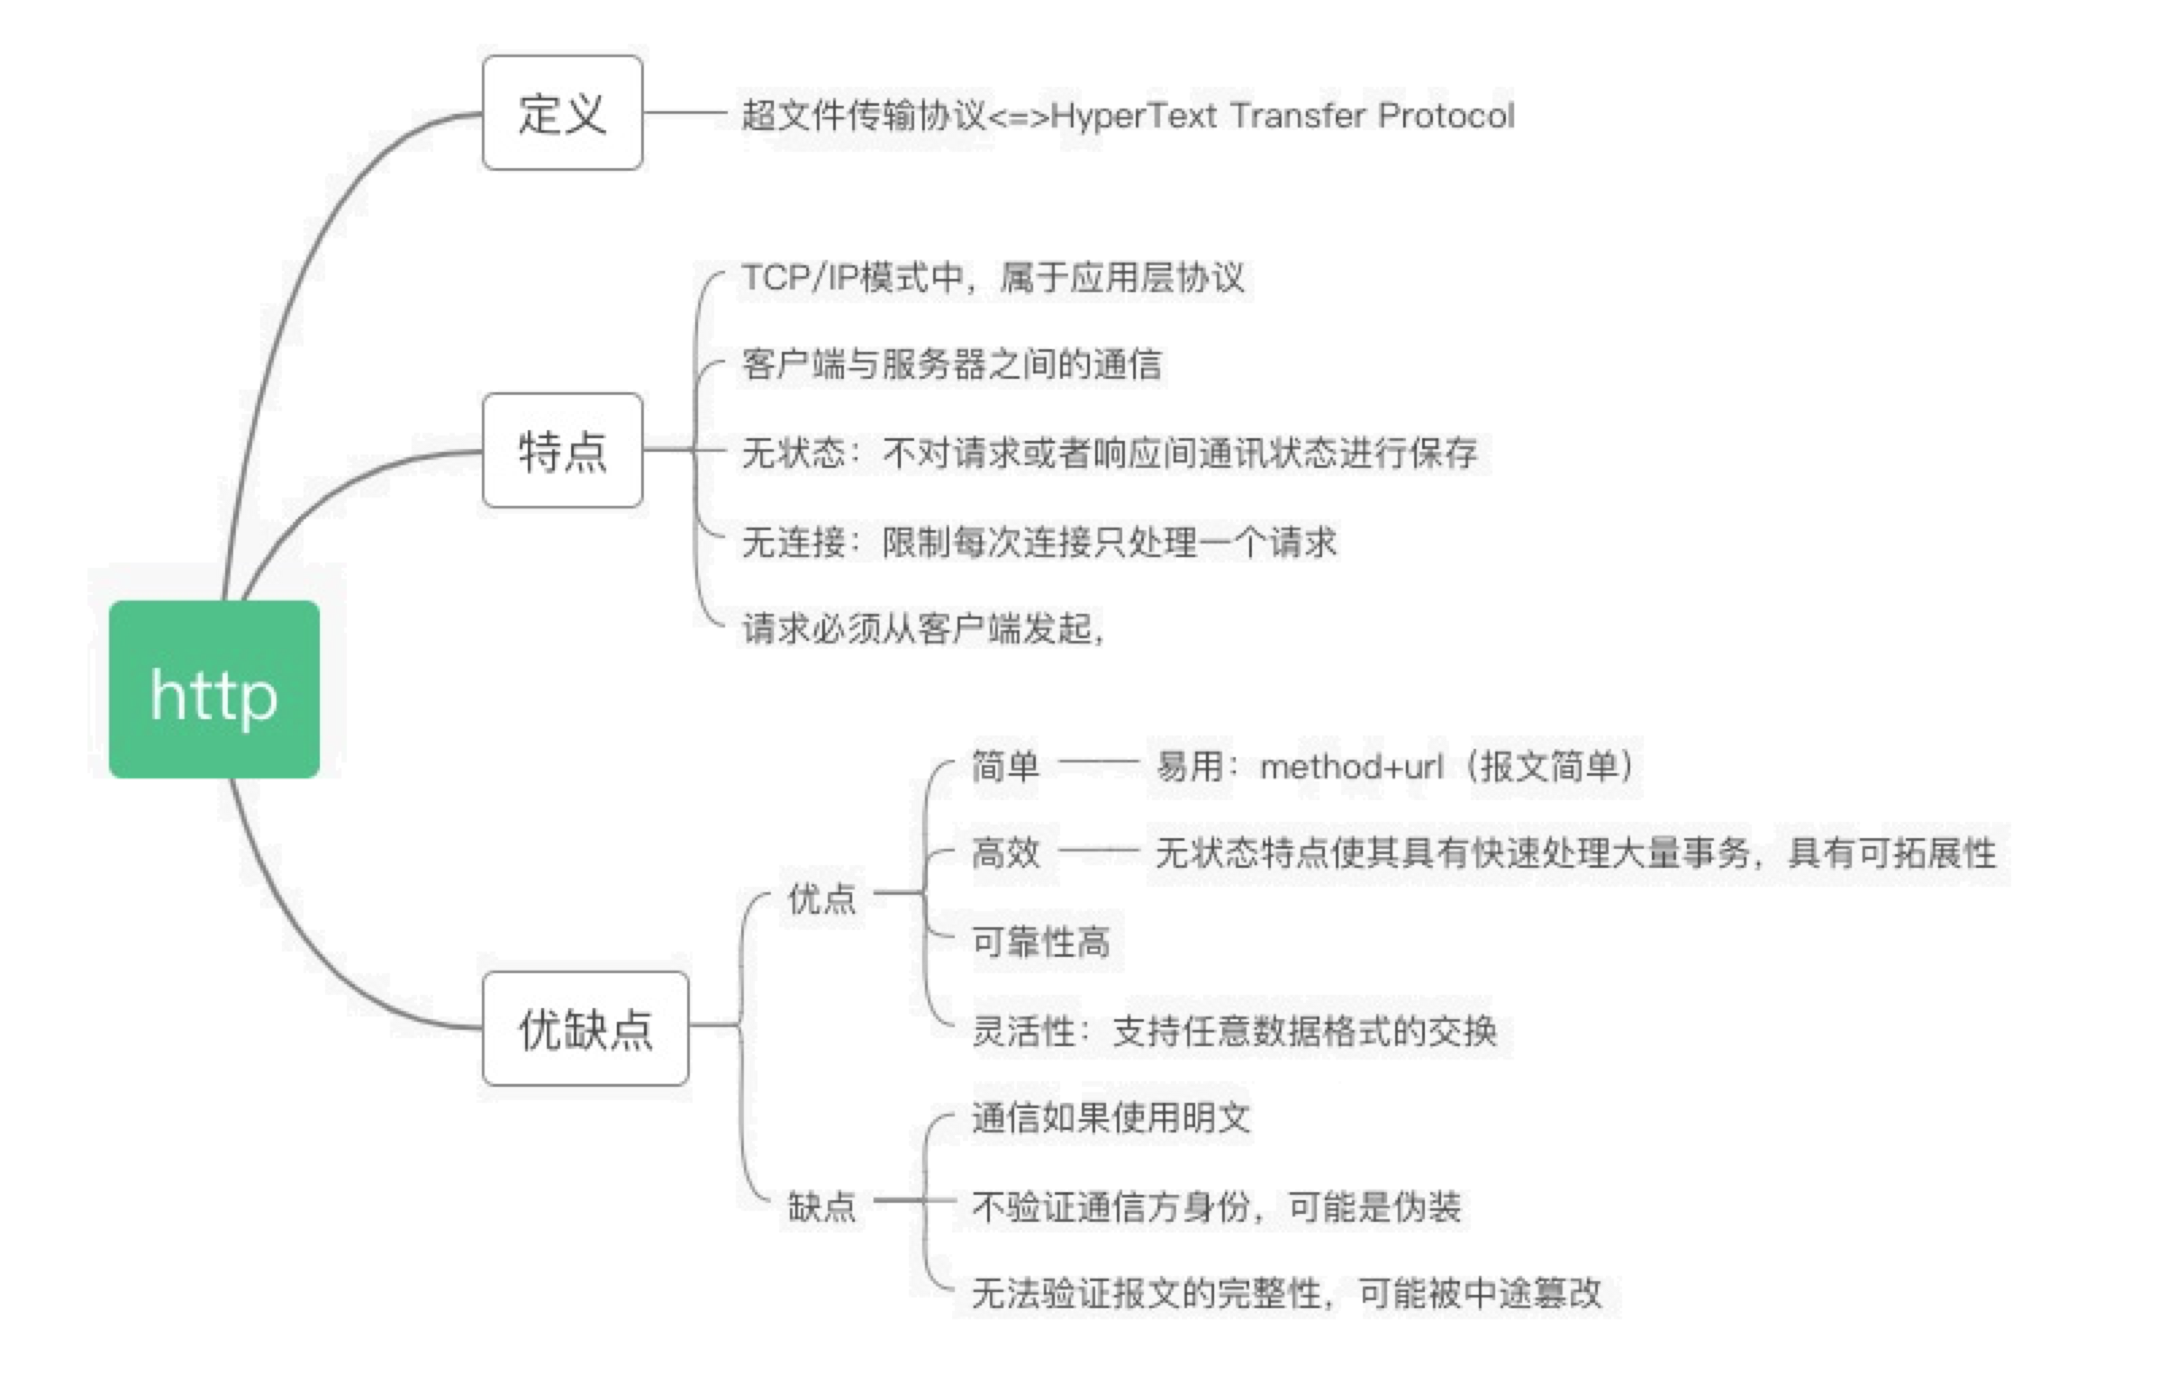 定义
超文件传输协议<=>HyperText Transfer Protocol
特点
TCP/IP模式中，属于应用层协议
客户端与服务器之间的通信
无状态：不对请求或者响应间通讯状态进行保存
无连接：限制每次连接只处理一个请求
请求必须从客户端发起，
http
优缺点
优点
简单
易用：method+url（报文简单）
高效
无状态特点使其具有快速处理大量事务，具有可拓展性
可靠性高
灵活性：支持任意数据格式的交换
缺点
通信如果使用明文
不验证通信方身份，可能是伪装
无法验证报文的完整性，可能被中途篡改